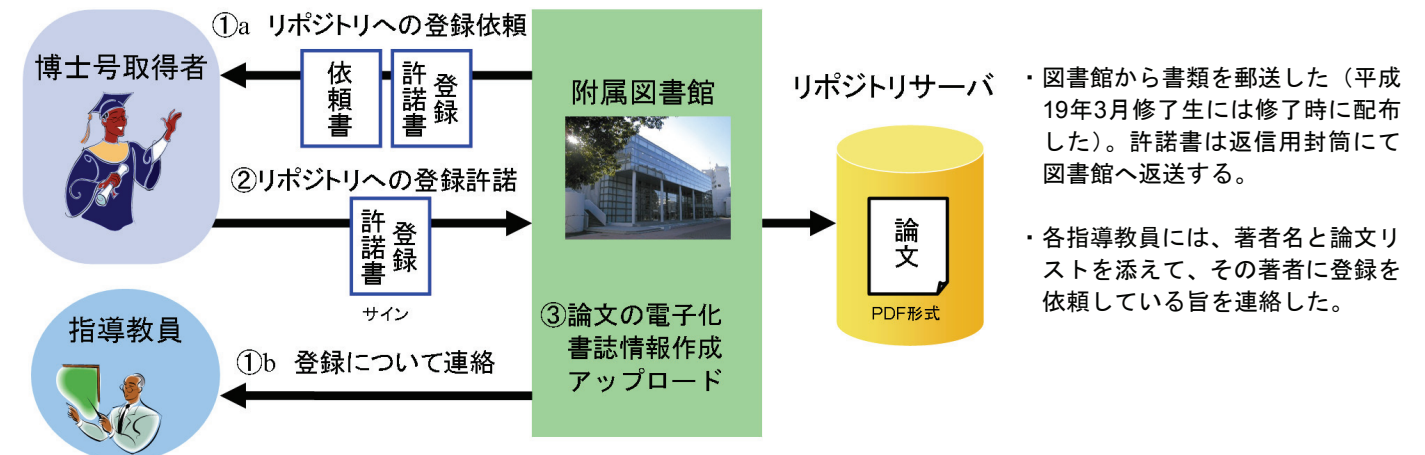 ①a リポジトリへの登録依頼
博士号取得者
依頼書
登録許諾書
附属図書館
リポジトリサーバ
②リポジトリへの登録許諾
登録許諾書
サイン
論文
PDF形式
指導教員
①b 登録について連絡
③論文の電子化
書誌情報作成
アップロード
・図書館から書類を郵送した（平成
19年3月修了生には修了時に配布
した）。許諾書は返信用封筒にて
図書館へ返送する。
・各指導教員には、著者名と論文リ
ストを添えて、その著者に登録を
依頼している旨を連絡した。